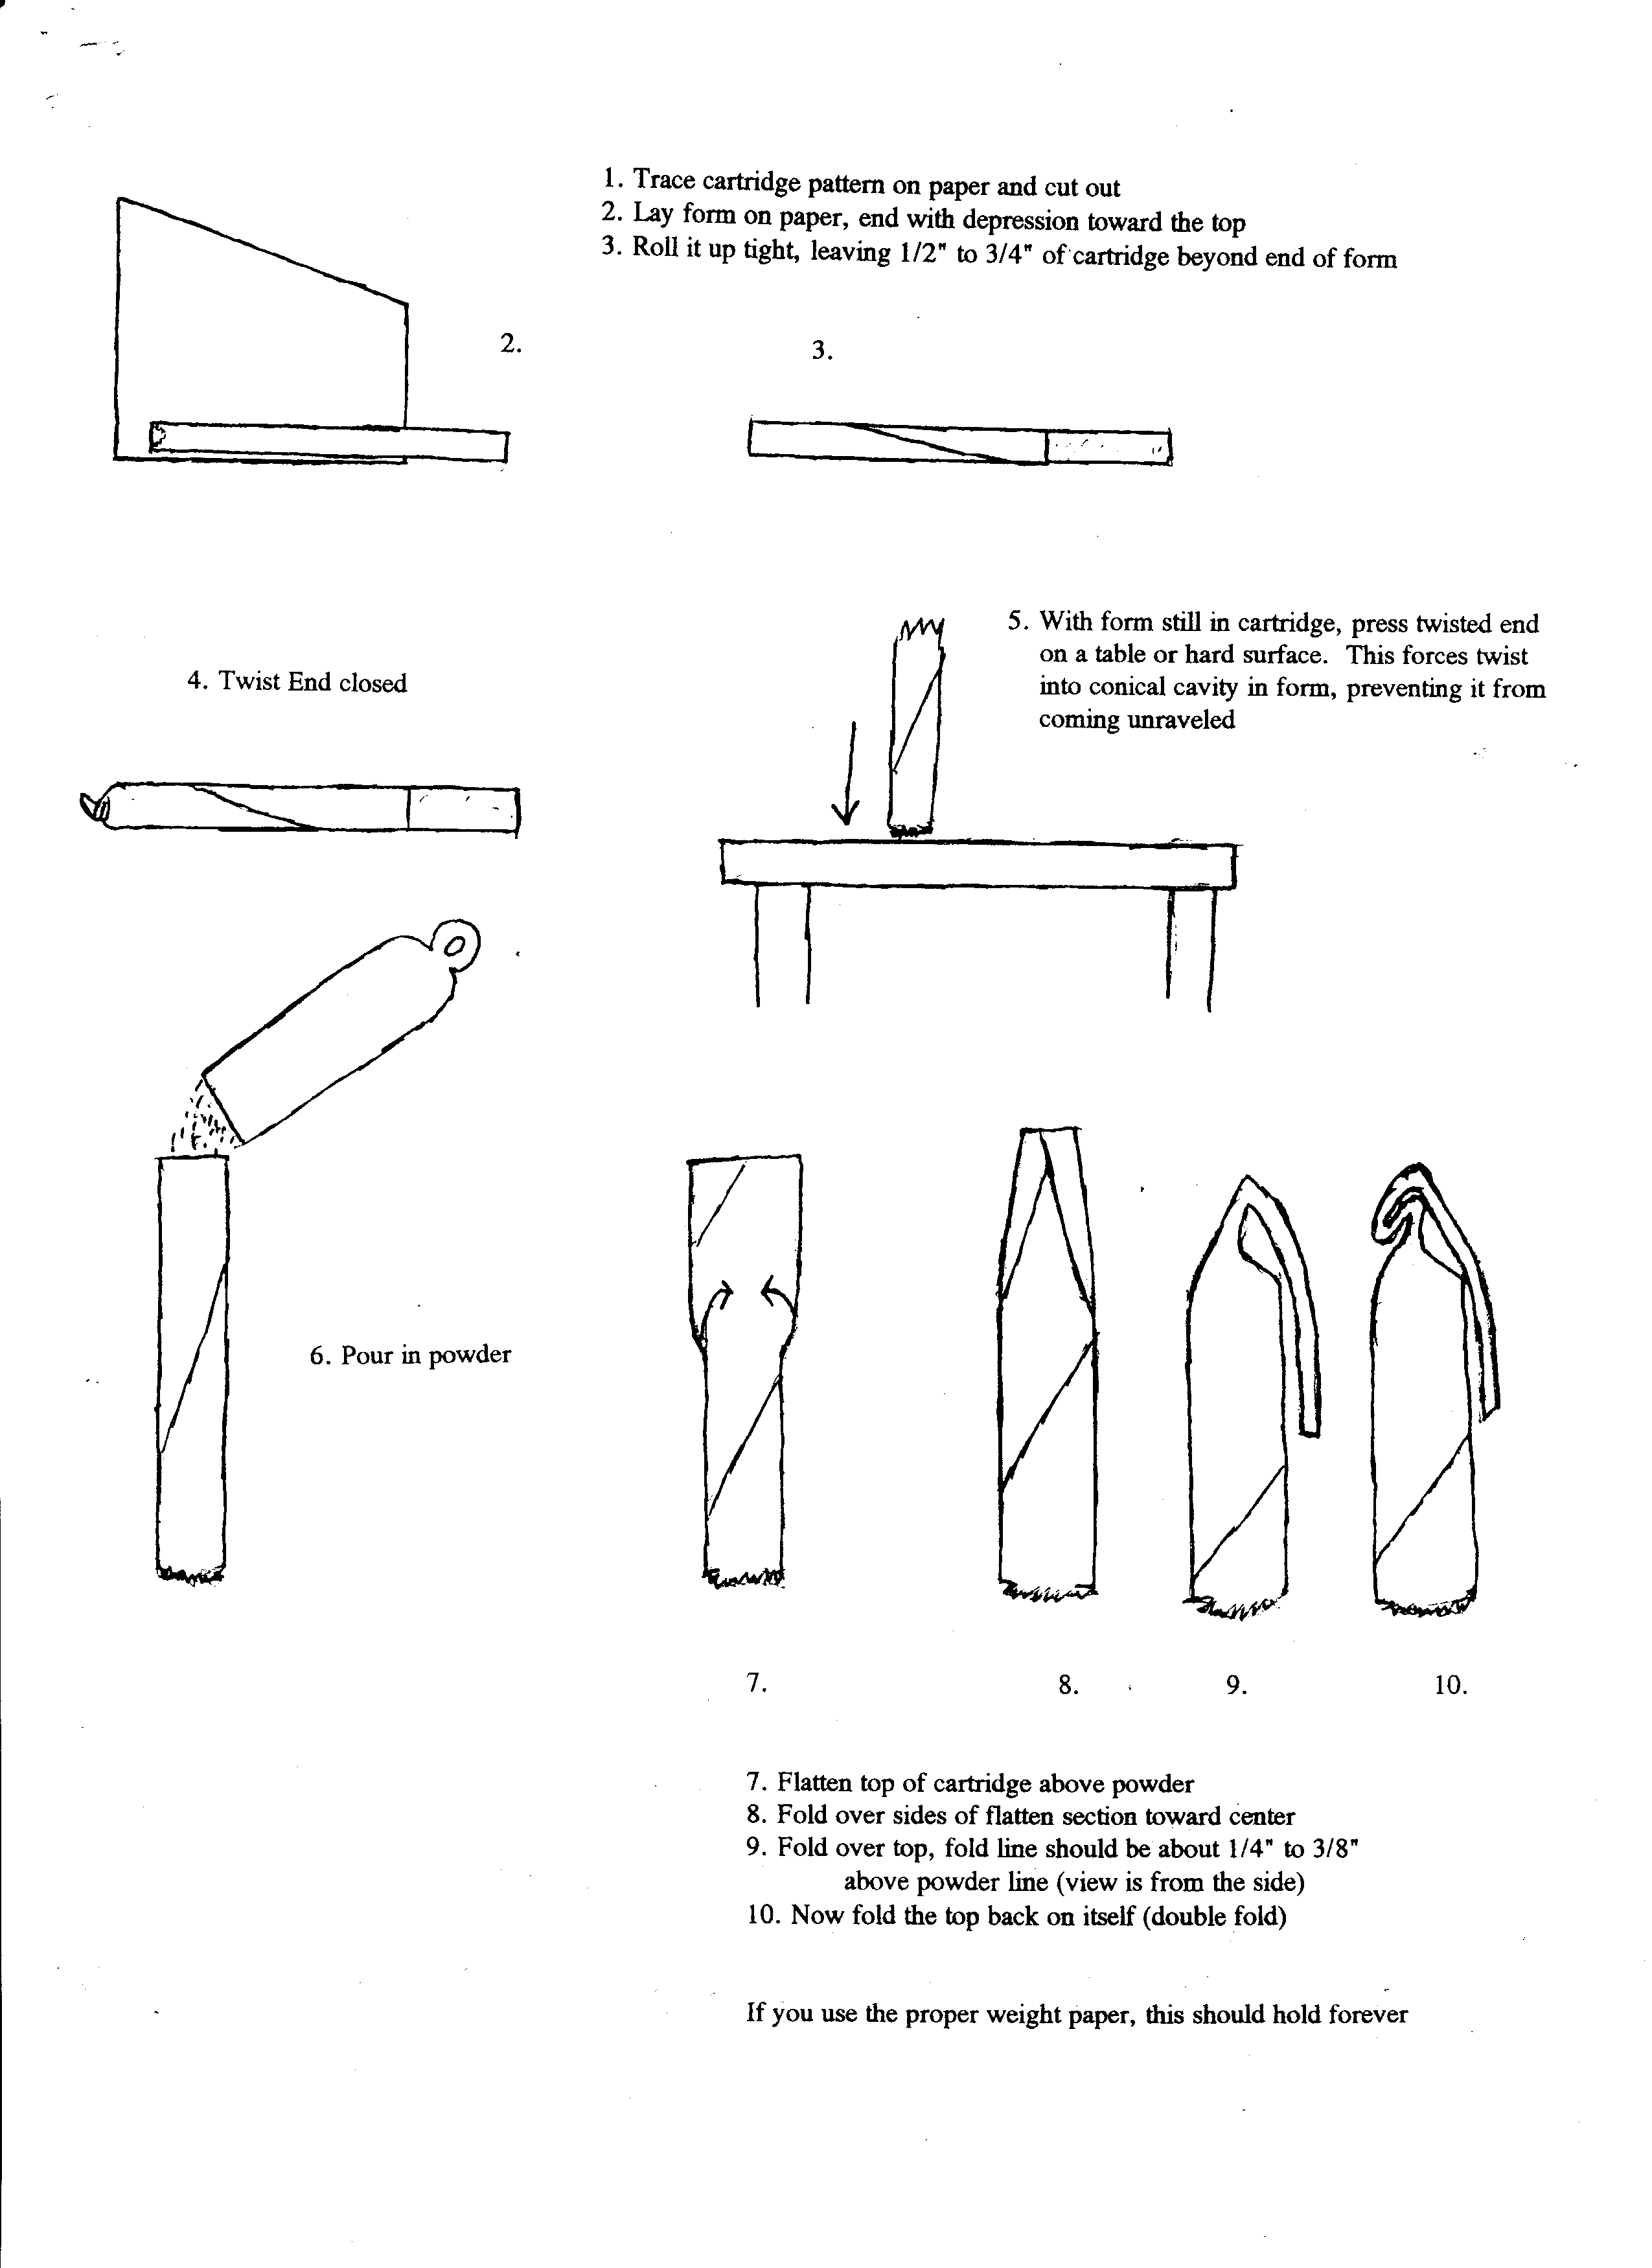 1. Trace cartridge pattern on paper and cut out
2. Lay form on paper, end with depression toward the top
3. Roll it up tight, leaving 1/2" to 3/4" of cartridge beyond end of form
2.
3.
4. Twist End closed
5. With form still in cartridge, press twisted end
on a table or hard surface. This forces twist
into conical cavity in form, preventing it from
coming unraveled
6. Pour in powder
7.
8.
9.
10.
7. Flatten top of cartridge above powder
8. Fold over sides of flatten section toward center
9. Fold over top, fold line should be about 1/4" to 3/8"
above powder line (view is from the side)
10. Now fold the top back on itself (double fold)
If you use the proper weight paper, this should hold forever